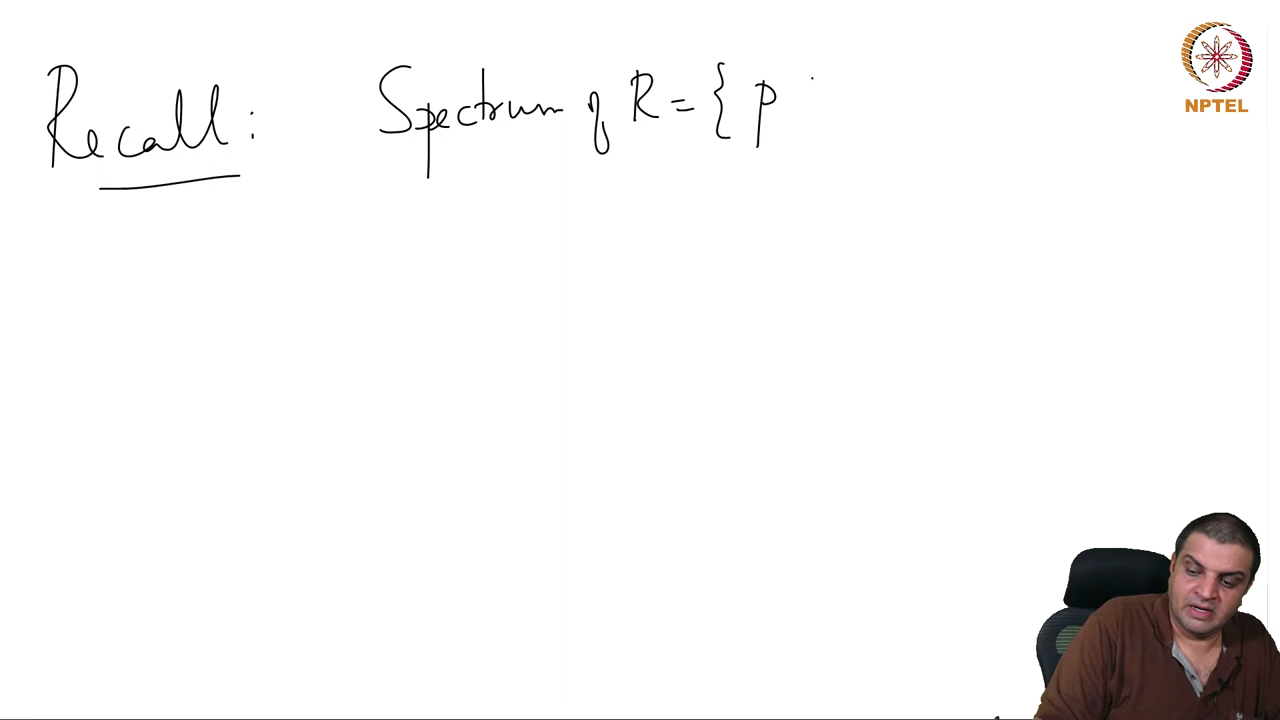 Recall: Spectrum of R = { p
NPTEL